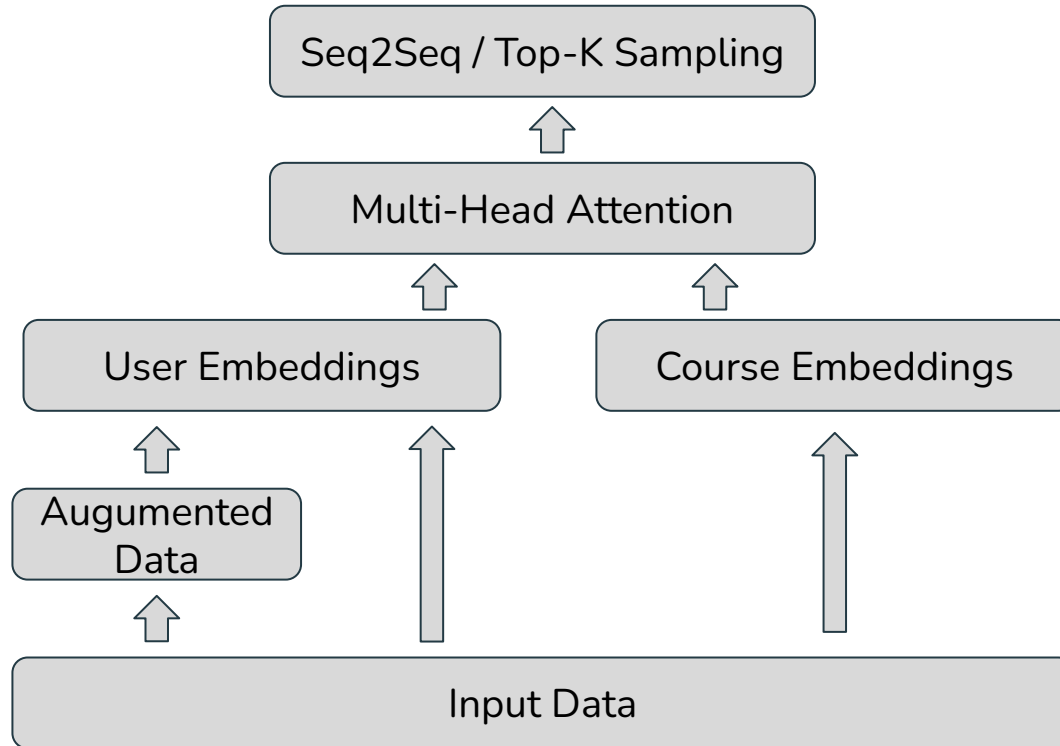 Seq2Seq / Top-K Sampling
Multi-Head Attention
User Embeddings
Course Embeddings
Augumented
Data
Input Data